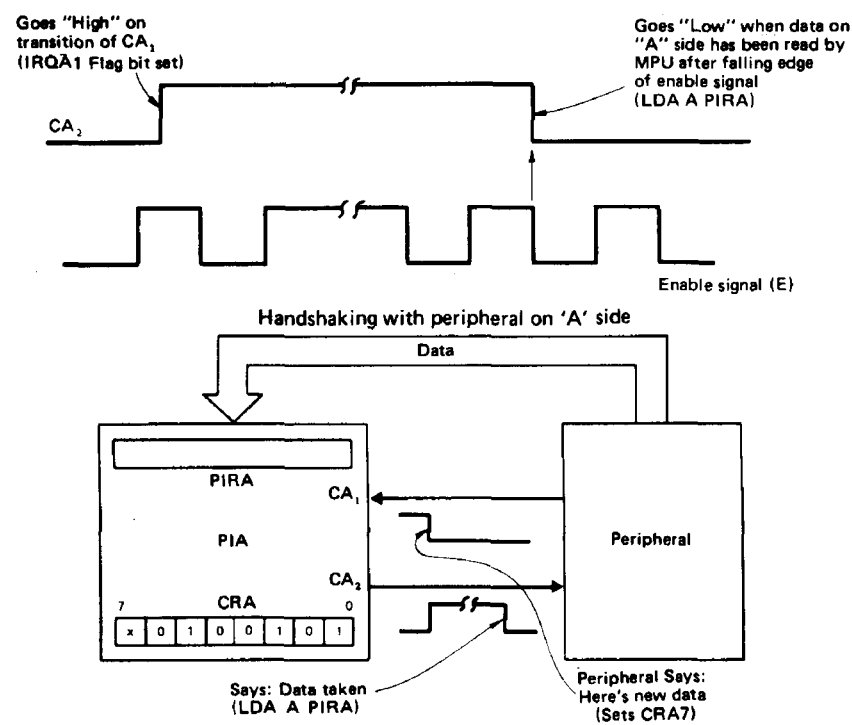 Goes "High" on
transition of CA₁
(IRQA1 Flag bit set)
Goes "Low" when data on
"A" side has been read by
MPU after falling edge
of enable signal
(LDA A PIRA)
CA₂
Enable signal (E)
Handshaking with peripheral on 'A' side
Data
PIRA
CA₁
PIA
Peripheral
CA₂
7 CRA 0
x 0 1 0 0 1 0 1
Says: Data taken
(LDA A PIRA)
Peripheral Says:
Here's new data
(Sets CRA7)